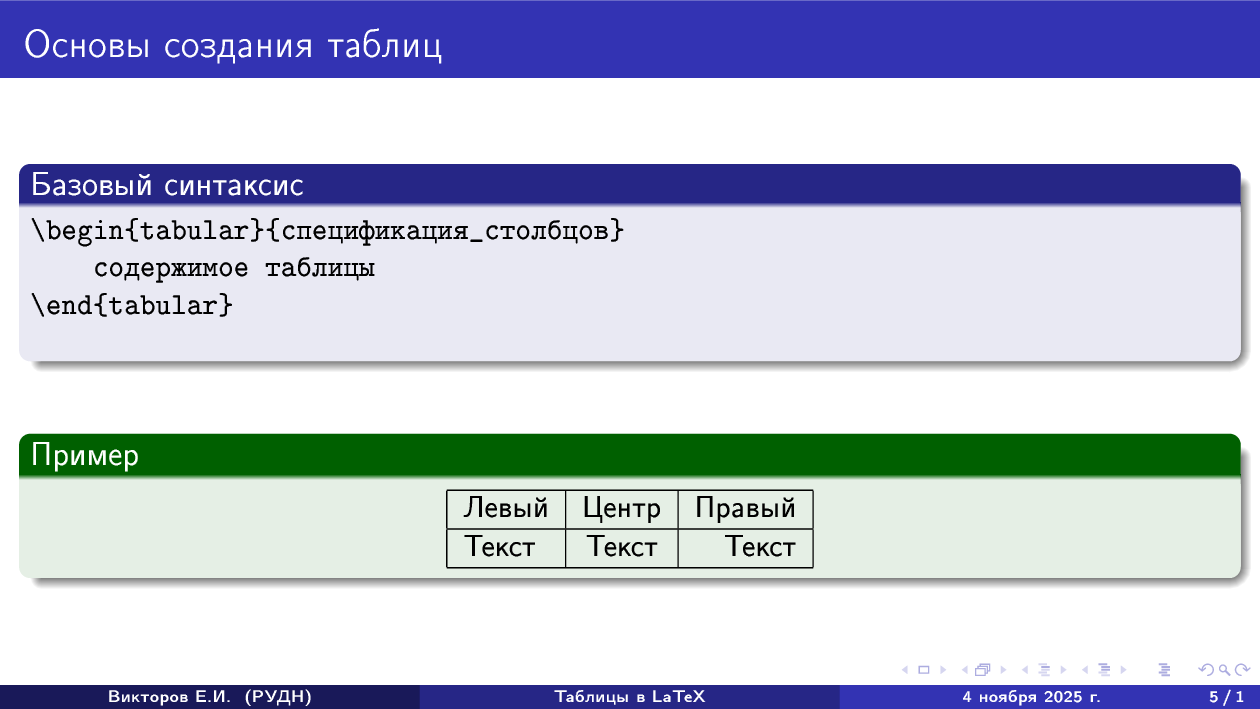 Основы создания таблиц
Базовый синтаксис
\begin{tabular}{спецификация_столбцов}
    содержимое таблицы
\end{tabular}
Пример
Левый Центр Правый
Текст Текст Текст
Викторов Е.И. (РУДН) Таблицы в LaTeX 4 ноября 2025 г. 5 / 1